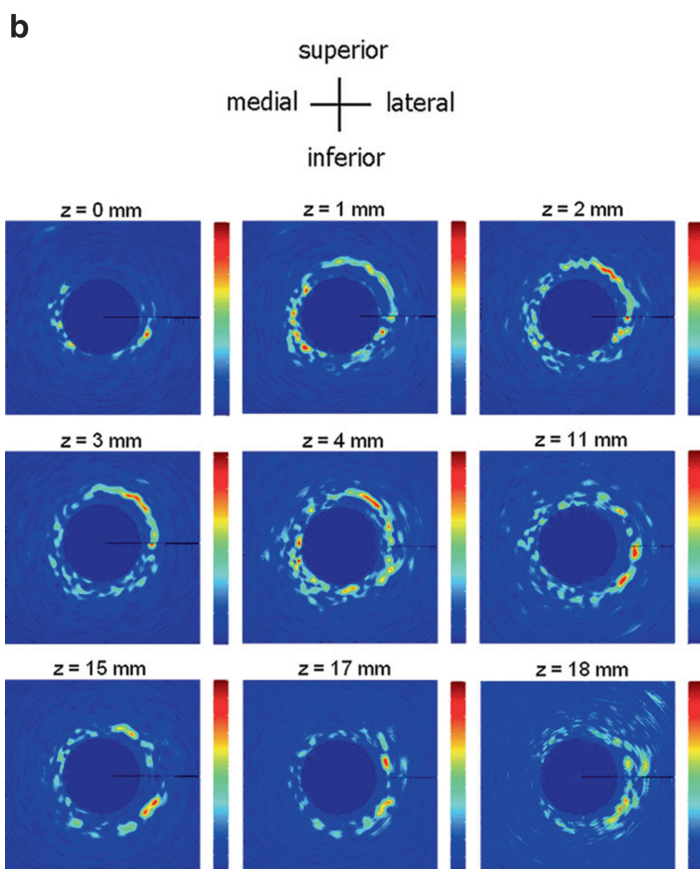 b
superior
medial lateral
inferior
z = 0 mm z = 1 mm z = 2 mm
z = 3 mm z = 4 mm z = 11 mm
z = 15 mm z = 17 mm z = 18 mm